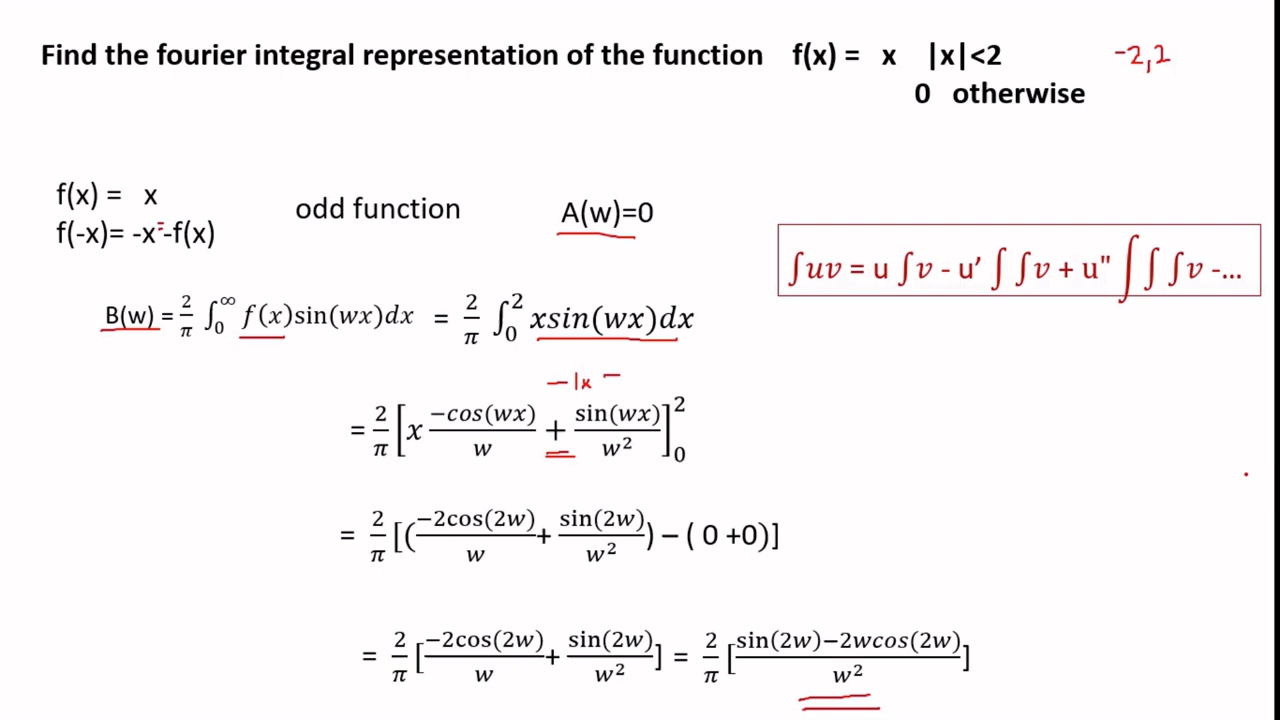 Find the fourier integral representation of the function f(x) = x |x|<2 -2,2
0 otherwise
f(x) = x
f(-x)= -x=-f(x)
odd function A(w)=0
∫uv = u ∫v - u′ ∫∫v + u" ∫∫∫v -...
B(w) = 2/π ∫₀^∞ f(x)sin(wx)dx = 2/π ∫₀² xsin(wx)dx
- 1x -
= 2/π [x -cos(wx)/w + sin(wx)/w²]₀²
= 2/π [(-2cos(2w)/w + sin(2w)/w²) – ( 0 +0)]
= 2/π [-2cos(2w)/w + sin(2w)/w²] = 2/π [sin(2w)-2wcos(2w)/w²]